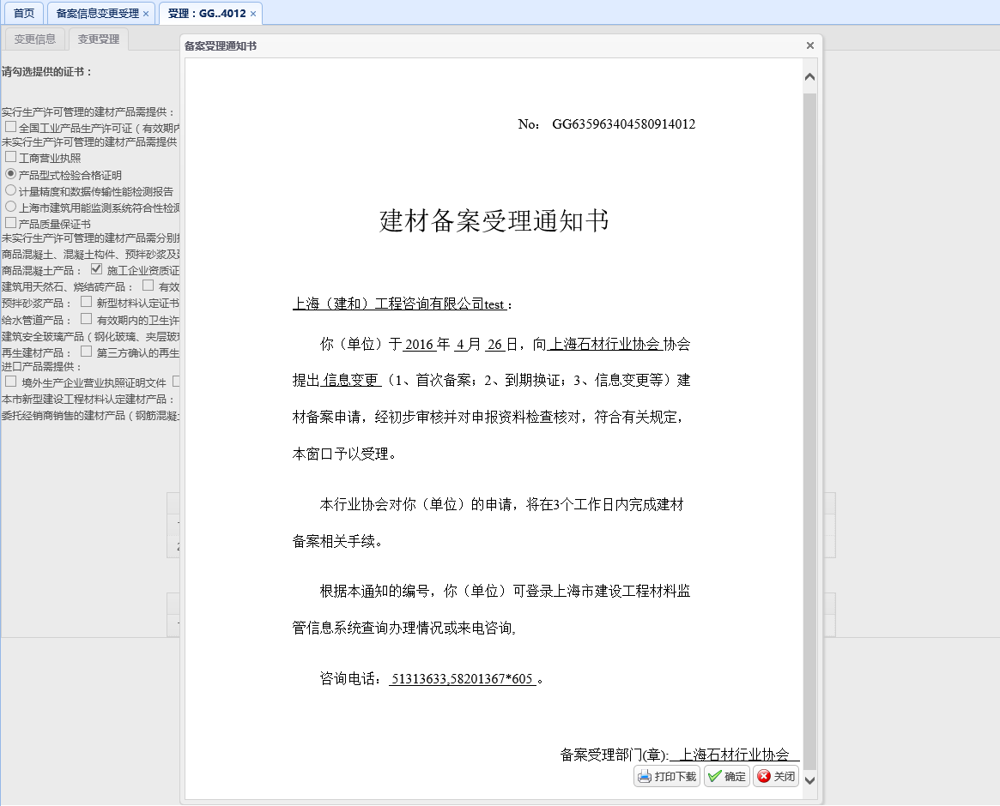 首页 备案信息变更受理 × 受理：GG..4012 ×
变更信息 变更受理
备案受理通知书 ×
请勾选提供的证书：
实行生产许可管理的建材产品需提供：
全国工业产品生产许可证（有效期内
未实行生产许可管理的建材产品需提供
工商营业执照
产品型式检验合格证明
计量精度和数据传输性能检测报告
上海市建筑用能监测系统符合性检测
产品质量保证书
未实行生产许可管理的建材产品需分别
商品混凝土、混凝土构件、预拌砂浆及
商品混凝土产品： 施工企业资质证
建筑用天然石、烧结砖产品： 有效
预拌砂浆产品： 新型材料认定证书
给水管道产品： 有效期内的卫生许
建筑安全玻璃产品（钢化玻璃、夹层玻
再生建材产品： 第三方确认的再生
进口产品需提供：
境外生产企业营业执照证明文件
本市新型建设工程材料认定建材产品：
委托经销商销售的建材产品（钢筋混凝
No： GG635963404580914012
建材备案受理通知书
上海（建和）工程咨询有限公司test：
你（单位）于 2016 年 4 月 26 日，向 上海石材行业协会 协会
提出 信息变更 （1、首次备案；2、到期换证；3、信息变更等）建
材备案申请，经初步审核并对申报资料检查核对，符合有关规定，
本窗口予以受理。
本行业协会对你（单位）的申请，将在3个工作日内完成建材
备案相关手续。
根据本通知的编号，你（单位）可登录上海市建设工程材料监
管信息系统查询办理情况或来电咨询,
咨询电话： 51313633,58201367*605 。
备案受理部门(章): 上海石材行业协会
打印下载 确定 关闭